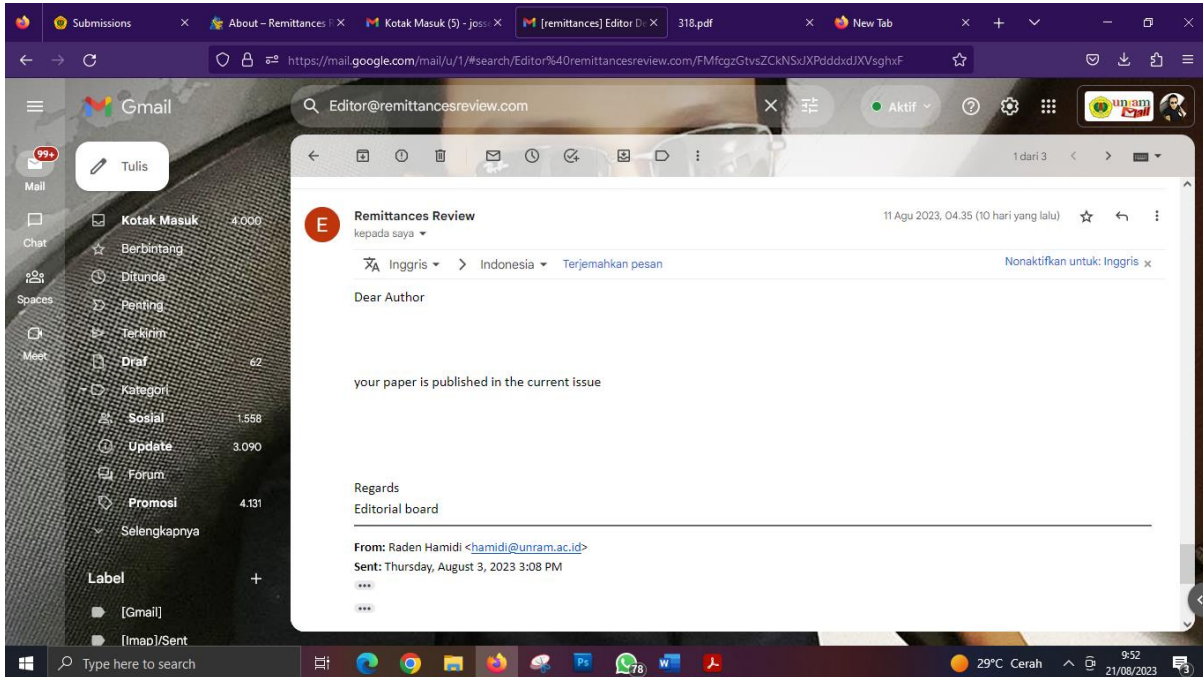 Submissions
About – Remittances R
Kotak Masuk (5) - joss
[remittances] Editor De
318.pdf
New Tab
https://mail.google.com/mail/u/1/#search/Editor%40remittancesreview.com/FMfcgzGtvsZCkNSxJXPdddxdJXVsghxF
Gmail
Editor@remittancesreview.com
Aktif
unram
Mail
99+
Mail
Tulis
1 dari 3
Kotak Masuk 4.000
Chat
Berbintang
Ditunda
Spaces
Penting
Terkirim
Meet
Draf 62
Kategori
Sosial 1.558
Update 3.090
Forum
Promosi 4.131
Selengkapnya
Label
[Gmail]
[Imap]/Sent
E
Remittances Review
11 Agu 2023, 04.35 (10 hari yang lalu)
kepada saya
Inggris > Indonesia Terjemahkan pesan
Nonaktifkan untuk: Inggris x
Dear Author
your paper is published in the current issue
Regards
Editorial board
From: Raden Hamidi <hamidi@unram.ac.id>
Sent: Thursday, August 3, 2023 3:08 PM
Type here to search
Ps
78
29°C Cerah
9:52
21/08/2023
3